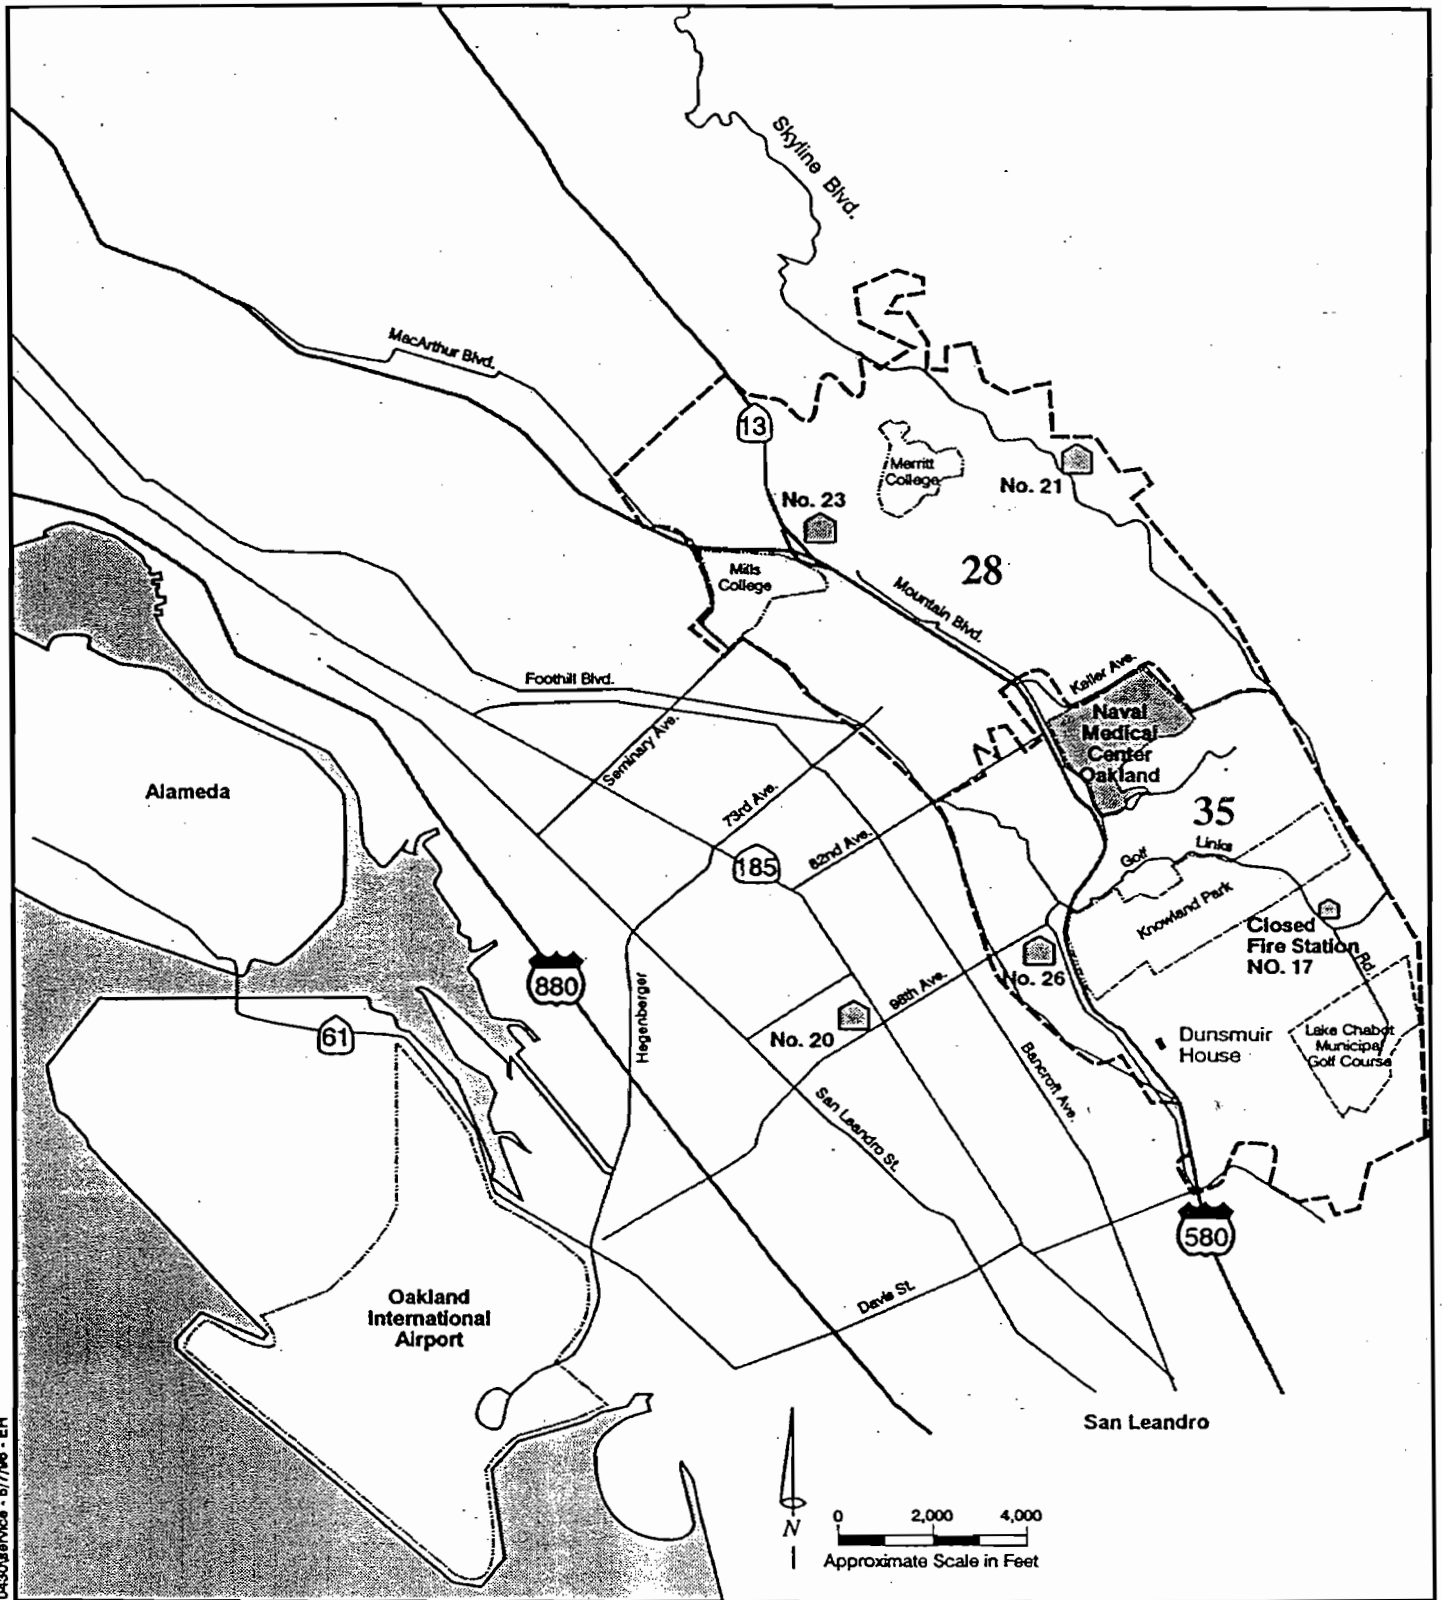 Skyline Blvd.
MacArthur Blvd.
13
Merritt
College
No. 21
No. 23
28
Mills
College
Mountain Blvd.
Keller Ave.
Foothill Blvd.
Seminary Ave.
Naval
Medical
Center
Oakland
Alameda
73rd Ave.
82nd Ave.
185
35
Golf
Links
Rd.
Knowland Park
Closed
Fire Station
NO. 17
880
No. 26
98th Ave.
61
Hegenberger
No. 20
Dunsmuir
House
Lake Chabot
Municipal
Golf Course
Bancroft Ave.
San Leandro St.
580
Oakland
International
Airport
Davis St.
San Leandro
N
0 2,000 4,000
Approximate Scale in Feet